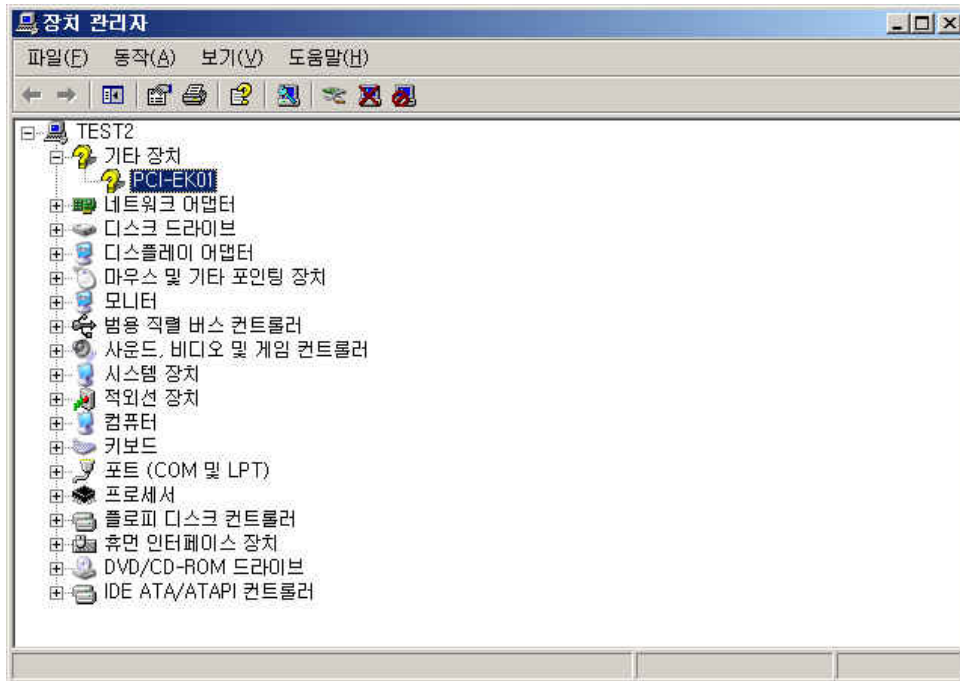 장치 관리자
파일(F) 동작(A) 보기(V) 도움말(H)
TEST2
기타 장치
PCI-EK01
네트워크 어댑터
디스크 드라이브
디스플레이 어댑터
마우스 및 기타 포인팅 장치
모니터
범용 직렬 버스 컨트롤러
사운드, 비디오 및 게임 컨트롤러
시스템 장치
적외선 장치
컴퓨터
키보드
포트 (COM 및 LPT)
프로세서
플로피 디스크 컨트롤러
휴먼 인터페이스 장치
DVD/CD-ROM 드라이브
IDE ATA/ATAPI 컨트롤러